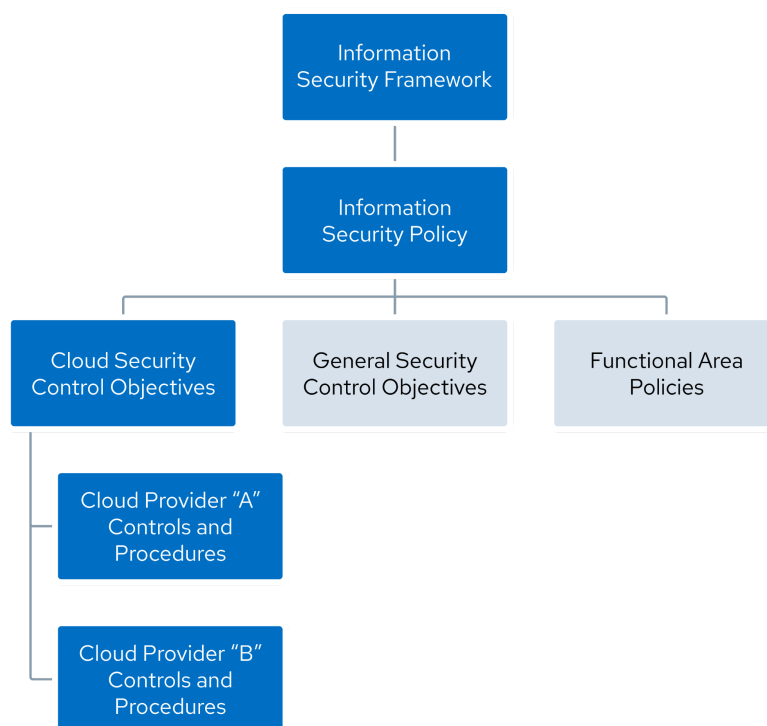 Information
Security Framework
Information
Security Policy
Cloud Security
Control Objectives
General Security
Control Objectives
Functional Area
Policies
Cloud Provider “A”
Controls and
Procedures
Cloud Provider “B”
Controls and
Procedures